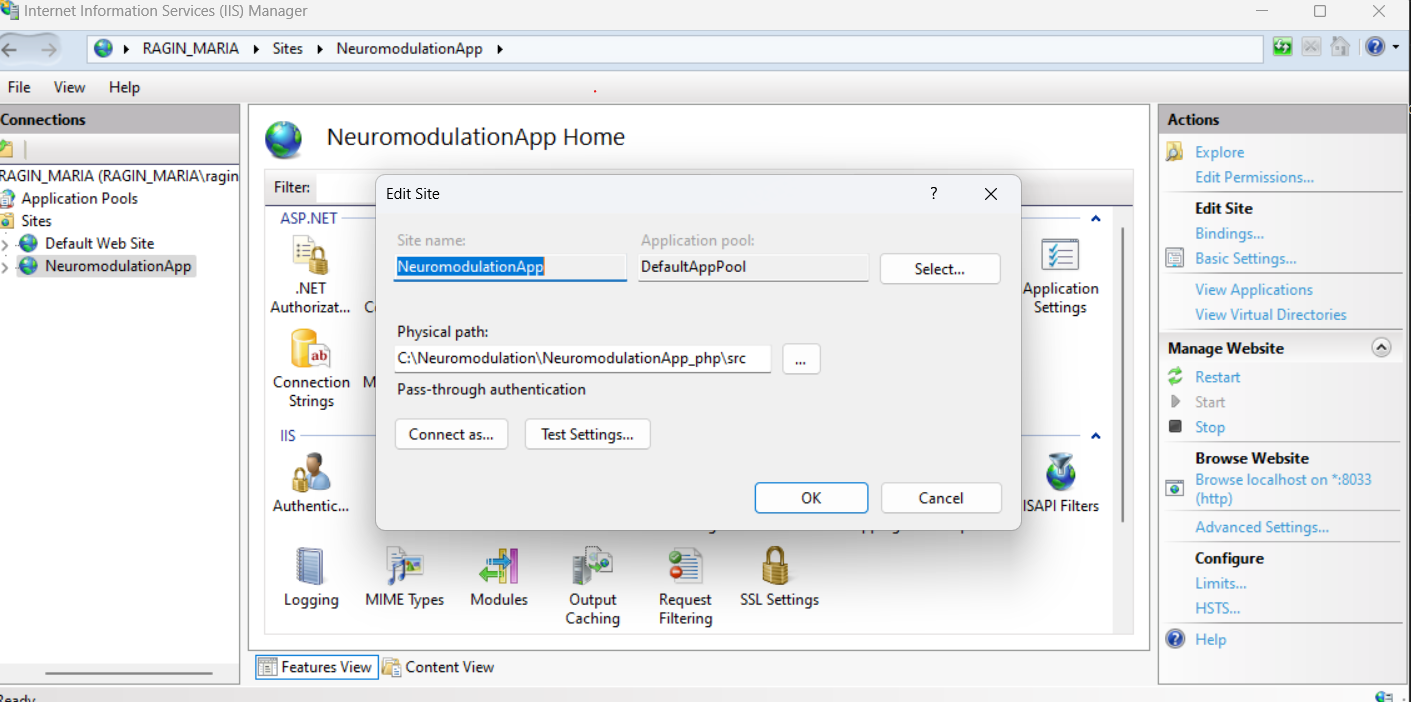 Internet Information Services (IIS) Manager
RAGIN_MARIA Sites NeuromodulationApp
File View Help
Connections
RAGIN_MARIA (RAGIN_MARIA\ragin
Application Pools
Sites
Default Web Site
NeuromodulationApp
NeuromodulationApp Home
Filter:
ASP.NET
.NET
Authorizat...
Connection
Strings
Application
Settings
IIS
Authentic...
ISAPI Filters
Logging
MIME Types
Modules
Output
Caching
Request
Filtering
SSL Settings
Features View
Content View
Edit Site
?
Site name:
Application pool:
NeuromodulationApp
DefaultAppPool
Select...
Physical path:
C:\Neuromodulation\NeuromodulationApp_php\src
...
Pass-through authentication
Connect as...
Test Settings...
OK
Cancel
Actions
Explore
Edit Permissions...
Edit Site
Bindings...
Basic Settings...
View Applications
View Virtual Directories
Manage Website
Restart
Start
Stop
Browse Website
Browse localhost on *:8033
(http)
Advanced Settings...
Configure
Limits...
HSTS...
Help
Ready